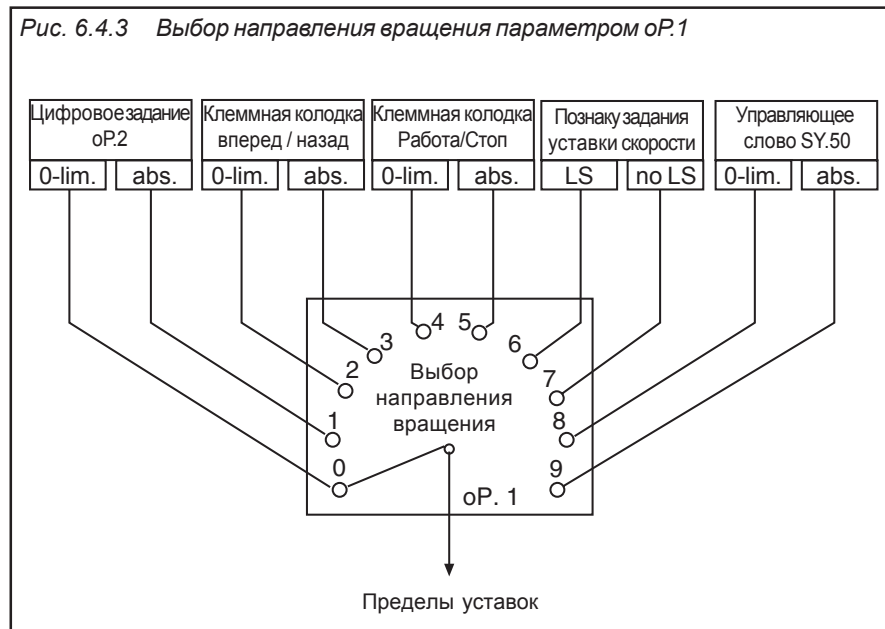 Рис. 6.4.3 Выбор направления вращения параметром oP.1
Цифровое задание
oP.2
0-lim. abs.
Клеммная колодка
вперед / назад
0-lim. abs.
Клеммная колодка
Работа/Стоп
0-lim. abs.
Познаку задания
уставки скорости
LS no LS
Управляющее
слово SY.50
0-lim. abs.
0
1
2
3
4
5
6
7
8
9
Выбор
направления
вращения
oP. 1
Пределы уставок